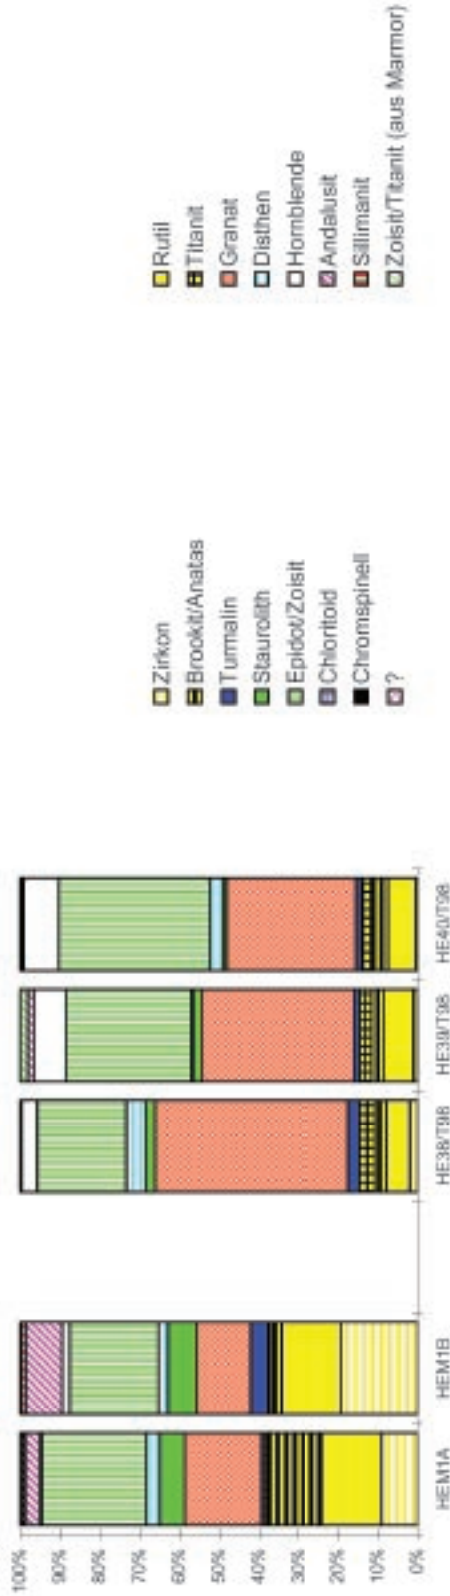 100%
90%
80%
70%
60%
50%
40%
30%
20%
10%
0%
HEM1A
HEM1B
HE38/T98
HE39/T98
HE40/T98
Zirkon
Brookit/Anatas
Turmalin
Staurolith
Epidot/Zoisit
Chloritoid
Chromspinell
?
Rutil
Titanit
Granat
Disthen
Hornblende
Andalusit
Sillimanit
Zoisit/Titanit (aus Marmor)